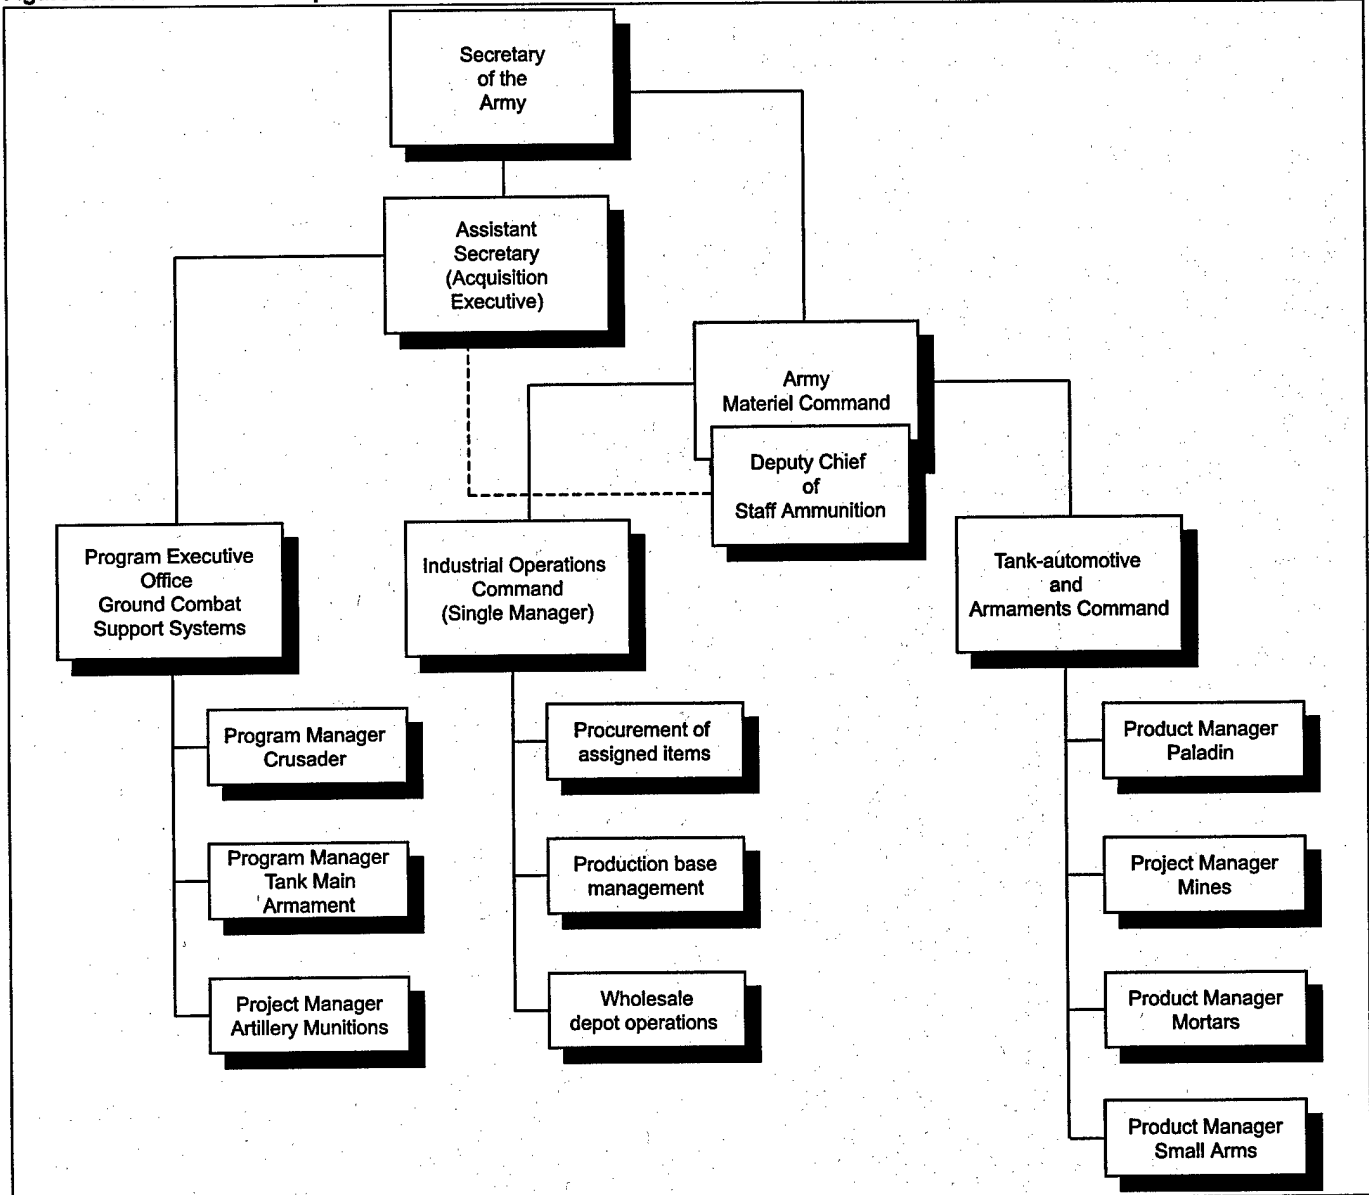 Secretary
of the
Army
Assistant
Secretary
(Acquisition
Executive)
Army
Materiel Command
Deputy Chief
of
Staff Ammunition
Program Executive
Office
Ground Combat
Support Systems
Industrial Operations
Command
(Single Manager)
Tank-automotive
and
Armaments Command
Program Manager
Crusader
Program Manager
Tank Main
Armament
Project Manager
Artillery Munitions
Procurement of
assigned items
Production base
management
Wholesale
depot operations
Product Manager
Paladin
Project Manager
Mines
Product Manager
Mortars
Product Manager
Small Arms